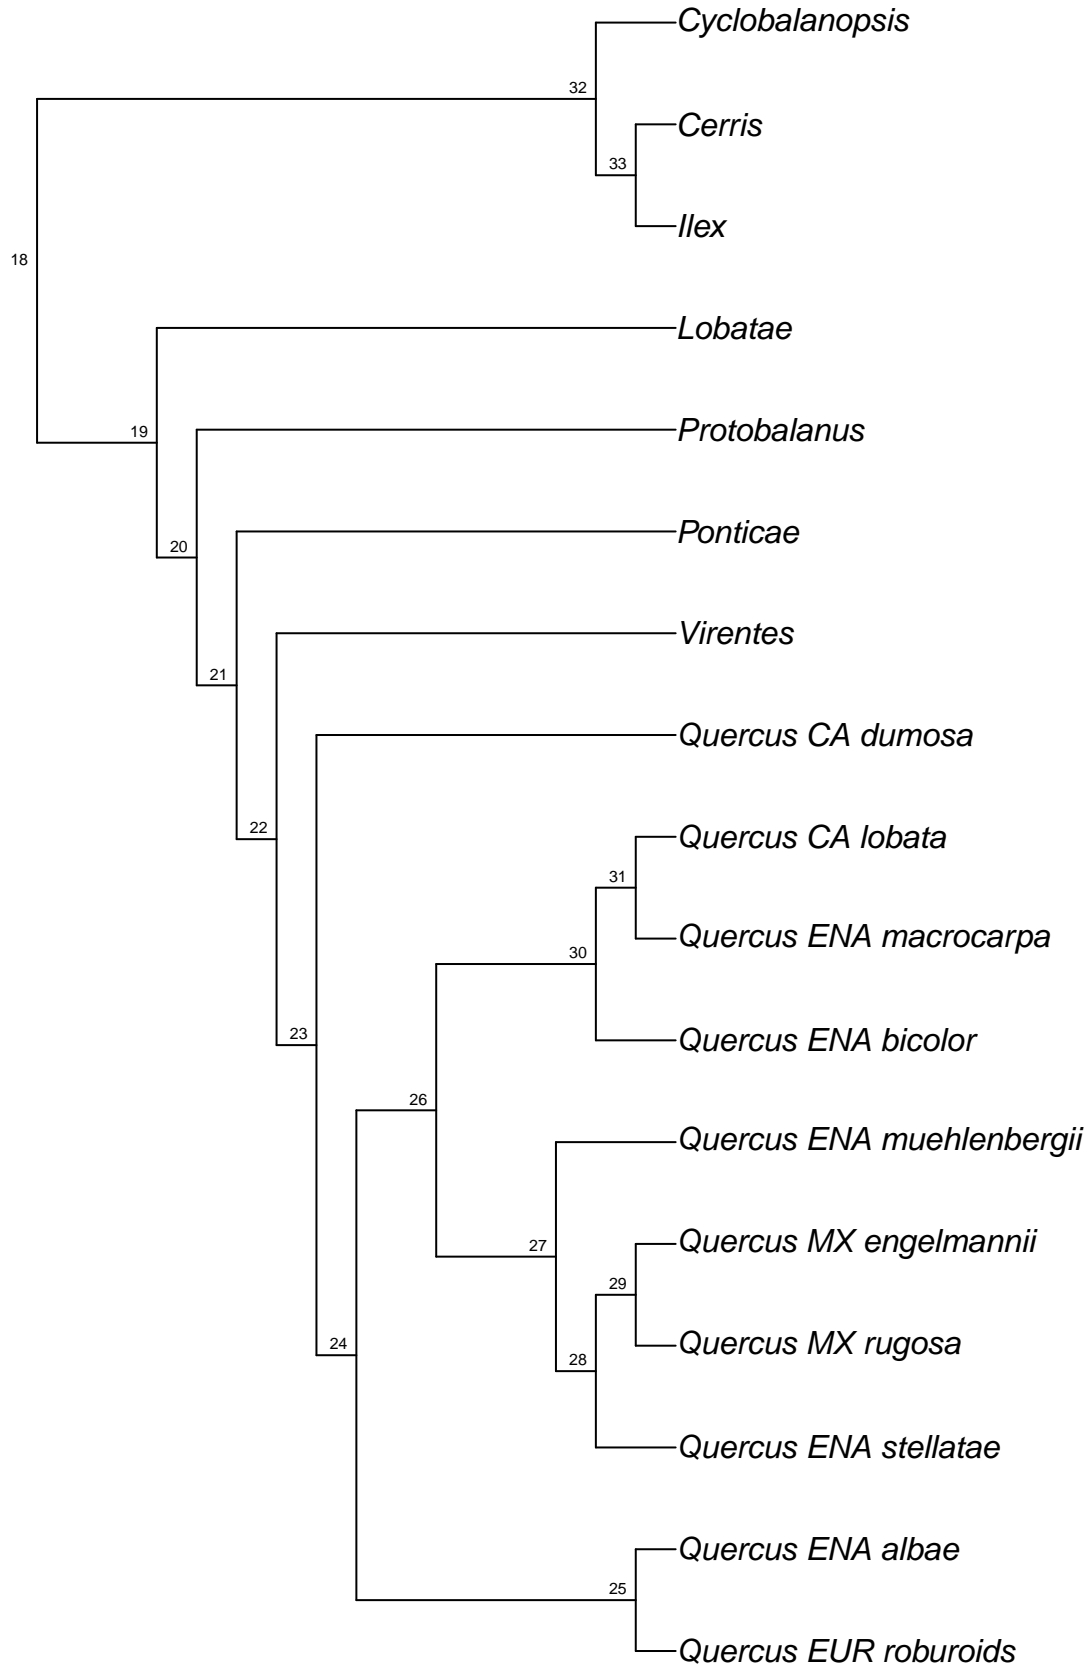 Cyclobalanopsis
32
Cerris
33
Ilex
18
Lobatae
19
Protobalanus
Ponticae
20
Virentes
21
Quercus CA dumosa
22
Quercus CA lobata
31
Quercus ENA macrocarpa
30
23
Quercus ENA bicolor
26
Quercus ENA muehlenbergii
27
Quercus MX engelmannii
29
24
Quercus MX rugosa
28
Quercus ENA stellatae
Quercus ENA albae
25
Quercus EUR roburoids